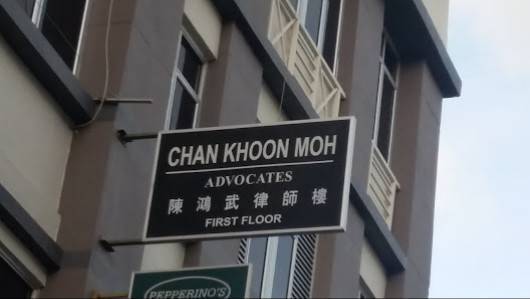 CHAN KHOON MOH
ADVOCATES
陳鴻武律師樓
FIRST FLOOR
PEPPERINO'S